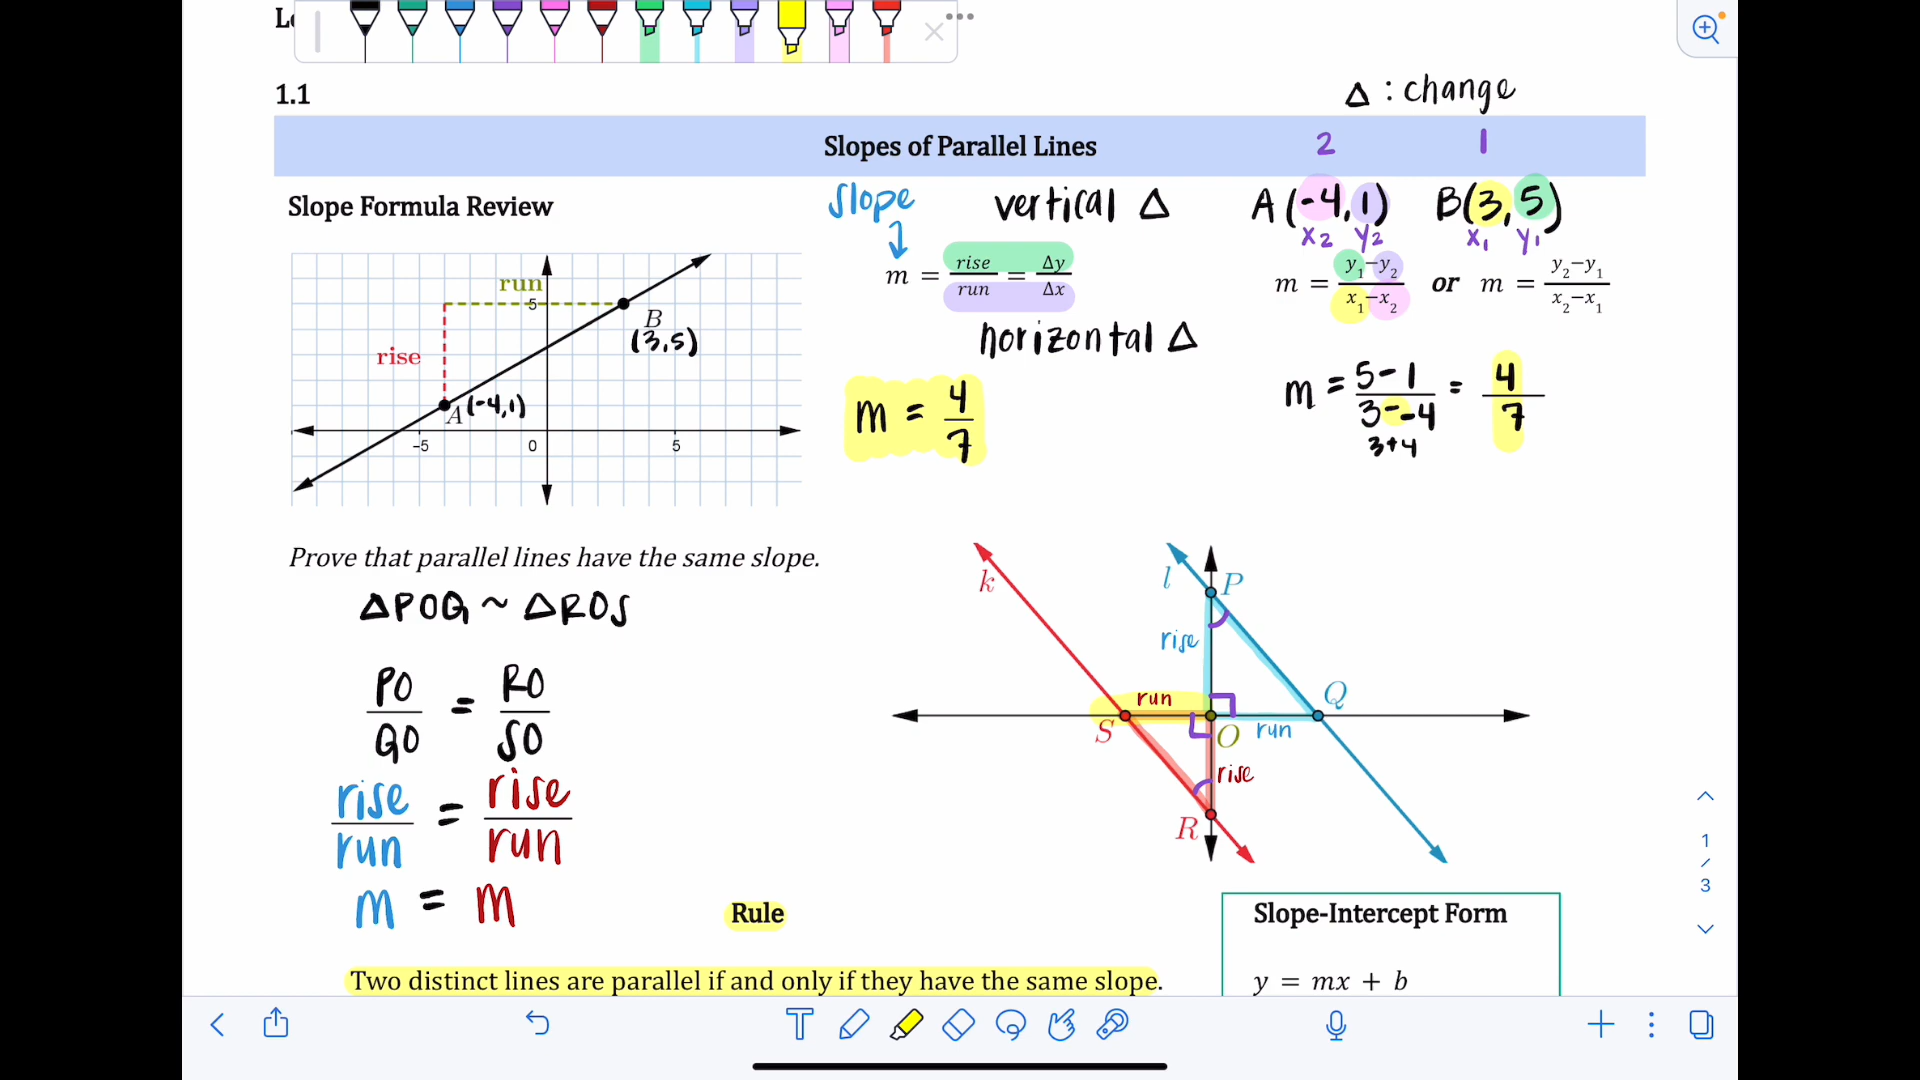 1.1
Δ : change
Slopes of Parallel Lines
2 1
Slope Formula Review
slope
vertical Δ
A (-4, 1) B(3, 5)
x₂ y₂ x₁ y₁
m = rise/run = Δy/Δx
m = y₁−y₂/x₁−x₂ or m = y₂−y₁/x₂−x₁
horizontal Δ
run
5
B
(3,5)
rise
A (-4,1)
-5 0 5
m = 4/7
m = 5-1/3--4 = 4/7
3+4
Prove that parallel lines have the same slope.
ΔPOQ ~ ΔROS
PO/QO = RO/SO
rise/run = rise/run
m = m
k
l
P
rise
run
Q
S
O
run
rise
R
Rule
Two distinct lines are parallel if and only if they have the same slope.
Slope-Intercept Form
y = mx + b
1
/
3
T